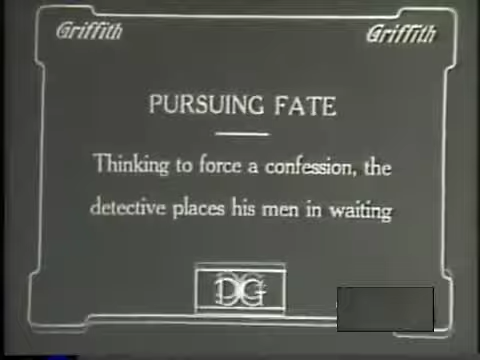 Griffith Griffith
PURSUING FATE
Thinking to force a confession, the
detective places his men in waiting
DG